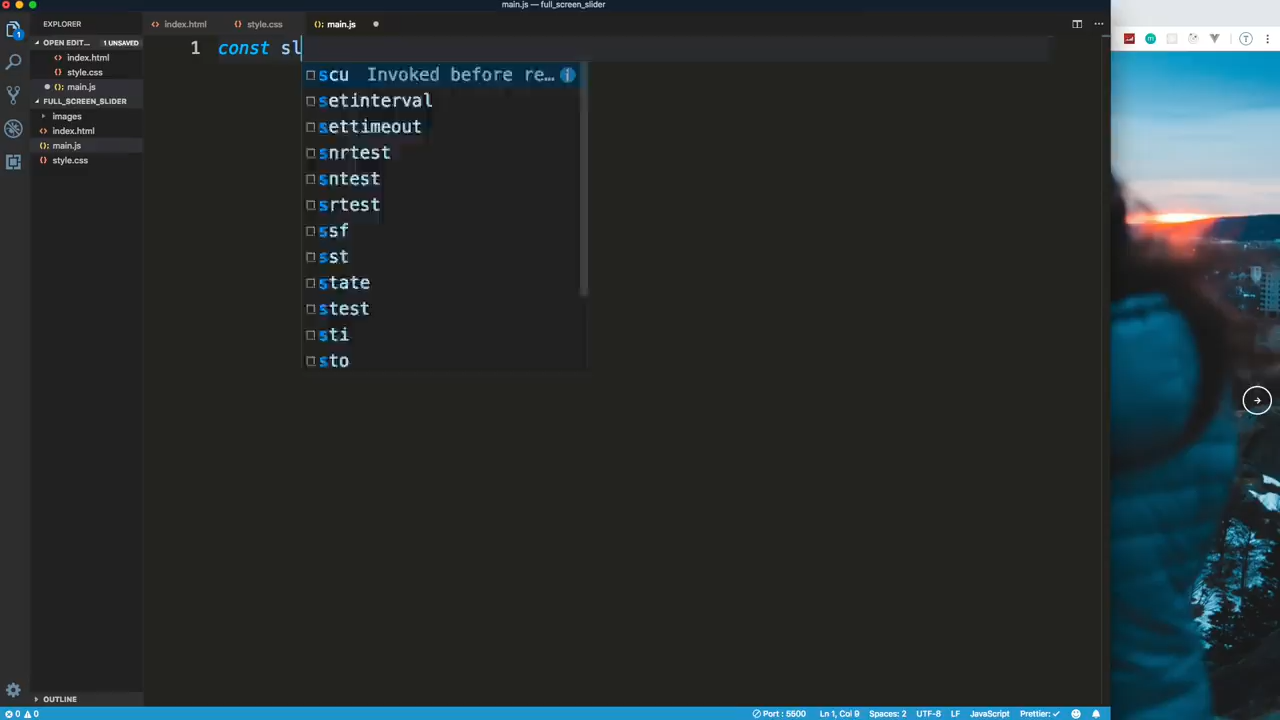 main.js — full_screen_slider
EXPLORER
index.html
style.css
main.js
OPEN EDIT... 1 UNSAVED
index.html
style.css
main.js
FULL_SCREEN_SLIDER
images
index.html
main.js
style.css
OUTLINE
1 const sl
scu Invoked before re...
setinterval
settimeout
snrtest
sntest
srtest
ssf
sst
state
stest
sti
sto
0 0
Port : 5500
Ln 1, Col 9
Spaces: 2
UTF-8
LF
JavaScript
Prettier: ✓